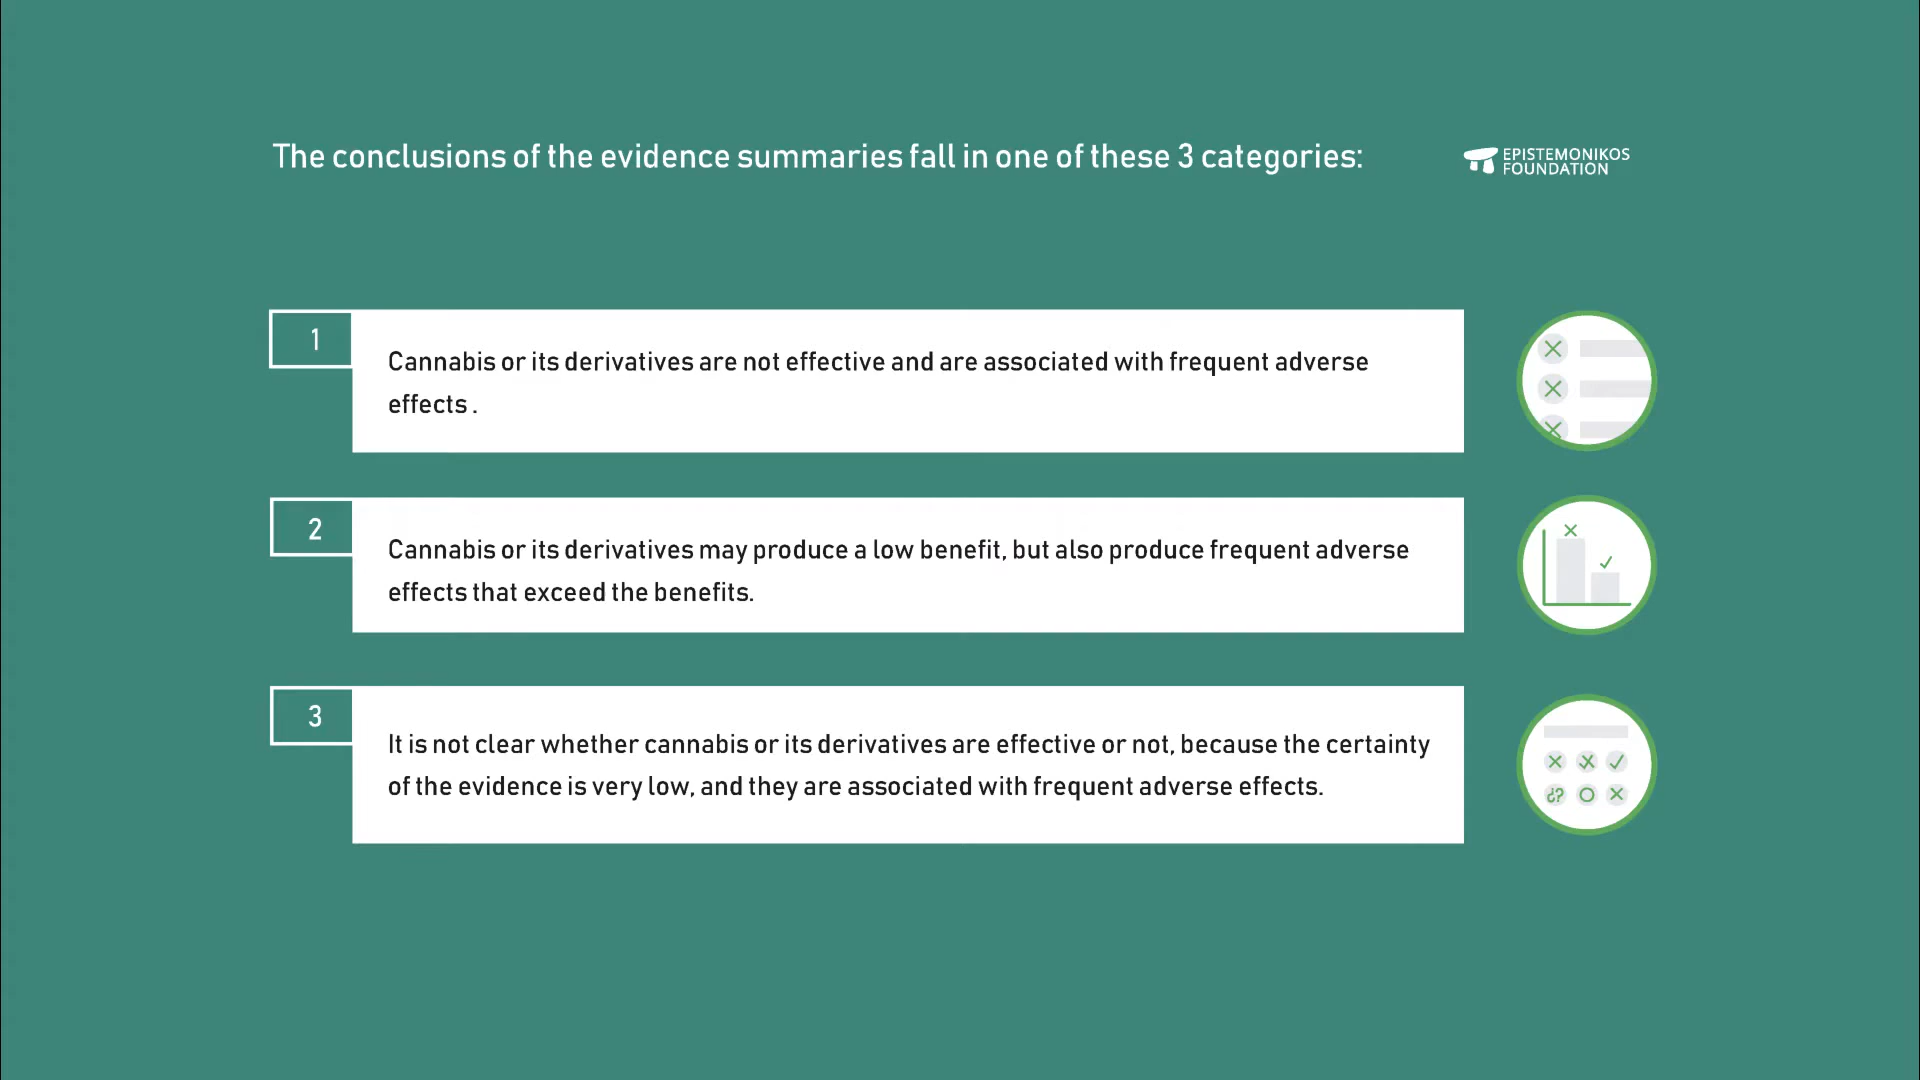 The conclusions of the evidence summaries fall in one of these 3 categories:
EPISTEMONIKOS
FOUNDATION
1
Cannabis or its derivatives are not effective and are associated with frequent adverse
effects .
2
Cannabis or its derivatives may produce a low benefit, but also produce frequent adverse
effects that exceed the benefits.
3
It is not clear whether cannabis or its derivatives are effective or not, because the certainty
of the evidence is very low, and they are associated with frequent adverse effects.
¿?